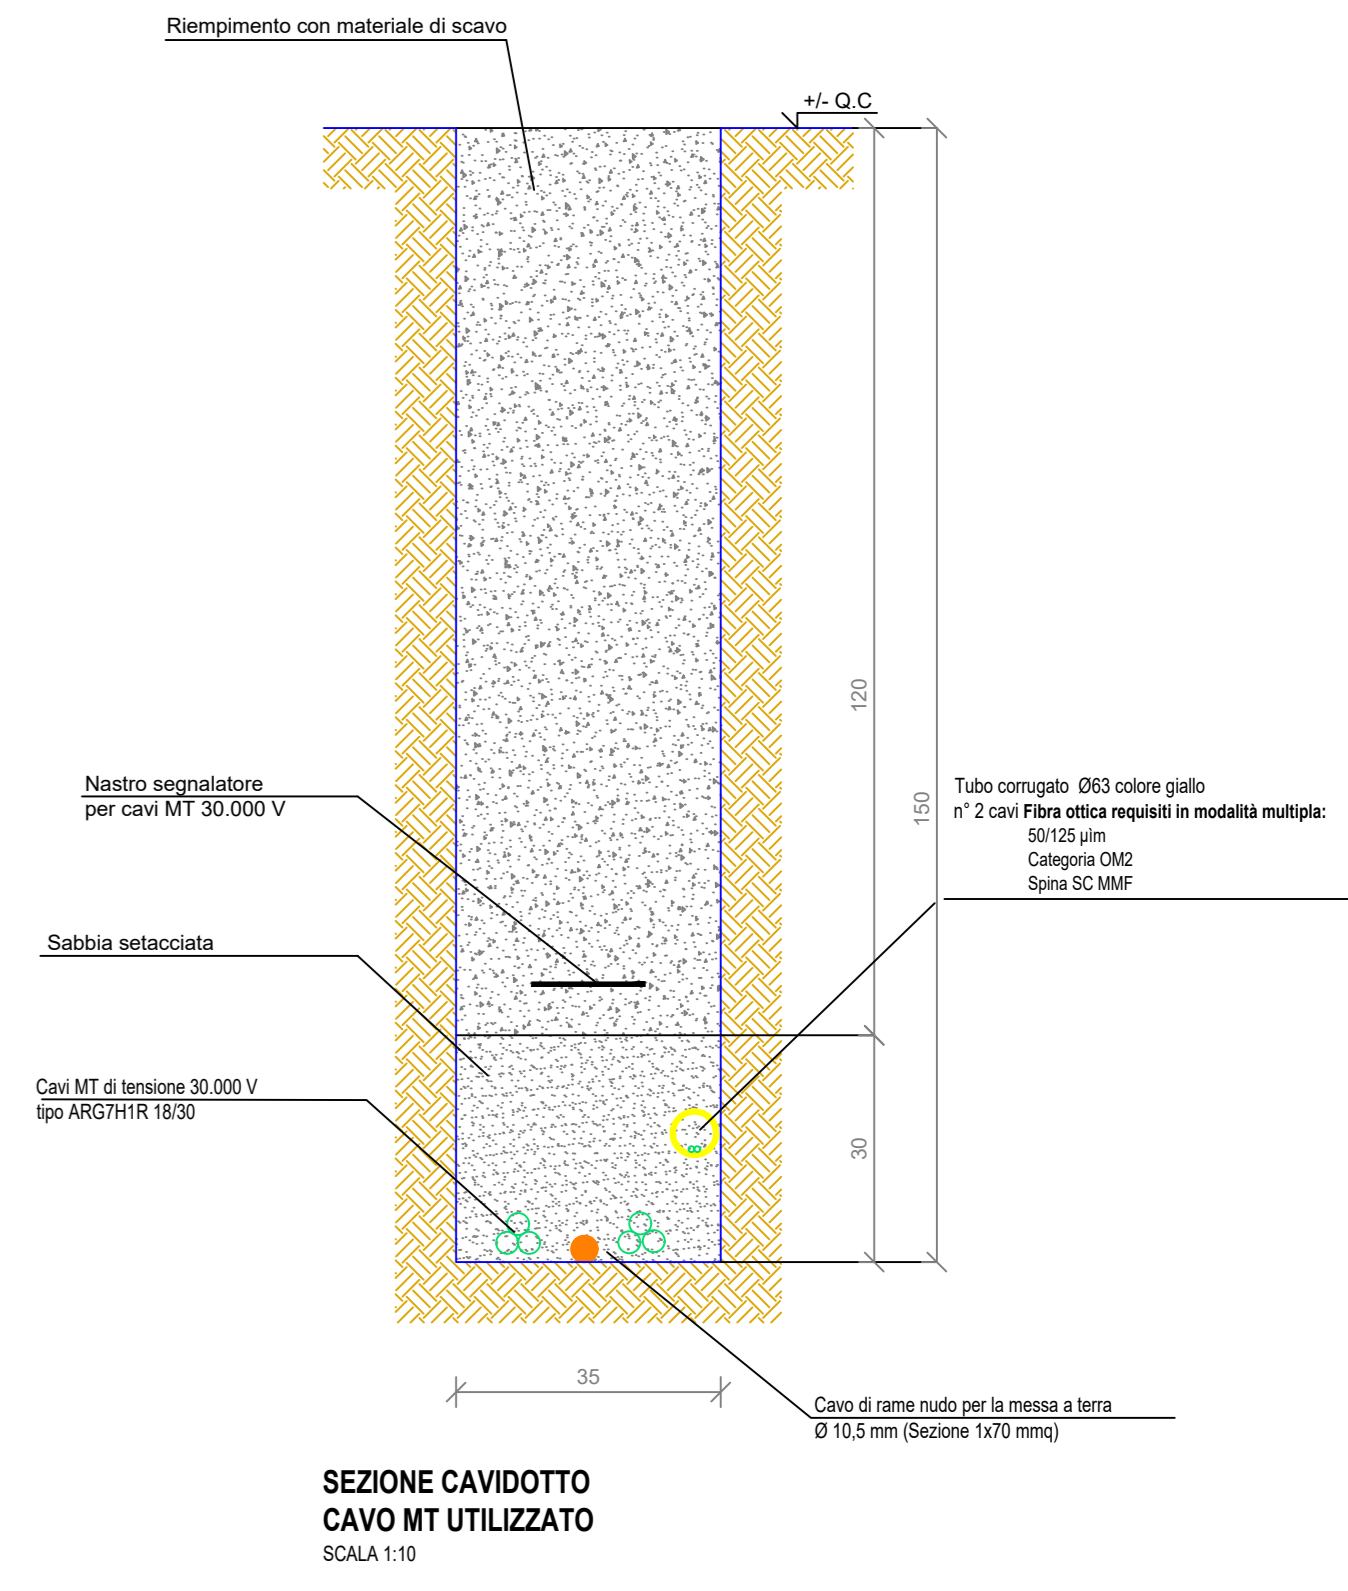 Riempimento con materiale di scavo
+/- Q.C
120
150
Nastro segnalatore
per cavi MT 30.000 V
Tubo corrugato Ø63 colore giallo
n° 2 cavi Fibra ottica requisiti in modalità multipla:
50/125 µìm
Categoria OM2
Spina SC MMF
Sabbia setacciata
Cavi MT di tensione 30.000 V
tipo ARG7H1R 18/30
30
35
Cavo di rame nudo per la messa a terra
Ø 10,5 mm (Sezione 1x70 mmq)
SEZIONE CAVIDOTTO
CAVO MT UTILIZZATO
SCALA 1:10